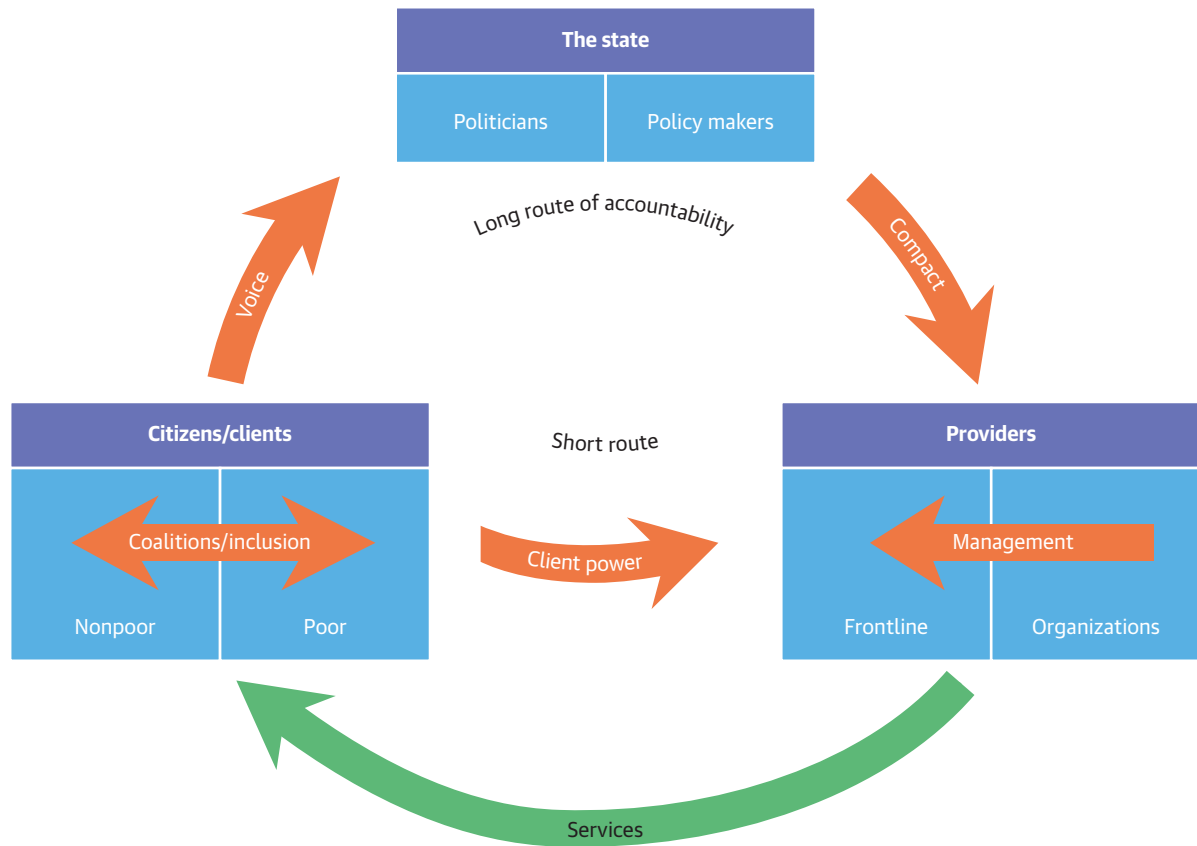 The state
Politicians
Policy makers
Long route of accountability
Voice
Compact
Citizens/clients
Short route
Providers
Coalitions/inclusion
Client power
Management
Nonpoor
Poor
Frontline
Organizations
Services